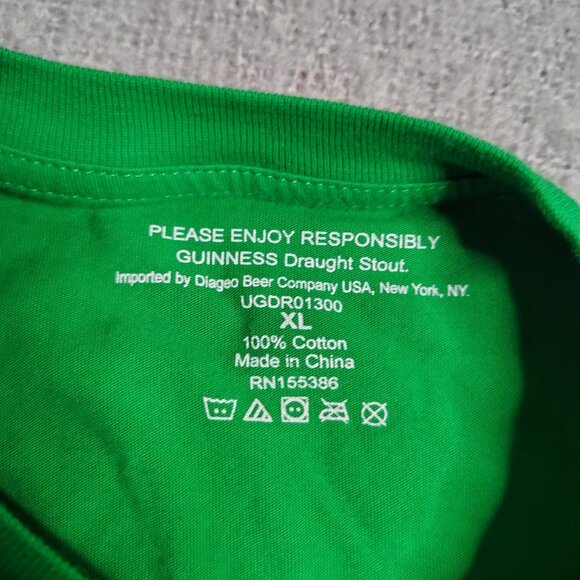 PLEASE ENJOY RESPONSIBLY
GUINNESS Draught Stout.
Imported by Diageo Beer Company USA, New York, NY.
UGDR01300
XL
100% Cotton
Made in China
RN155386